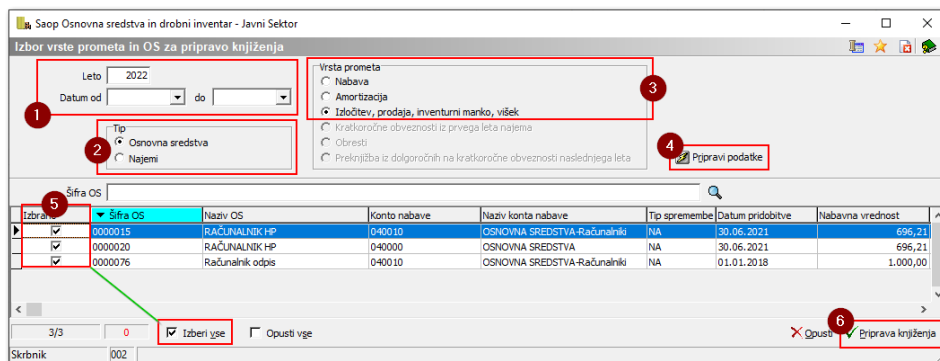 Saop Osnovna sredstva in drobni inventar - Javni Sektor
Izbor vrste prometa in OS za pripravo knjiženja
Leto 2022
Datum od do
1
Tip
Osnovna sredstva
Najemi
2
Vrsta prometa
Nabava
Amortizacija
Izločitev, prodaja, inventurni manko, višek
Kratkoročne obveznosti iz prvega leta najema
Obresti
Preknjižba iz dolgoročnih na kratkoročne obveznosti naslednjega leta
3
4
Pripravi podatke
Šifra OS
5
Izbrano Šifra OS Naziv OS Konto nabave Naziv konta nabave Tip spremembe Datum pridobitve Nabavna vrednost
0000015 RAČUNALNIK HP 040010 OSNOVNA SREDSTVA-Računalniki NA 30.06.2021 696,21
0000020 RAČUNALNIK HP 040000 OSNOVNA SREDSTVA NA 30.06.2021 696,21
0000076 Računalnik odpis 040010 OSNOVNA SREDSTVA-Računalniki NA 01.01.2018 1.000,00
3/3 0 Izberi vse Opusti vse Opusti 6 Priprava knjiženja
Skrbnik 002